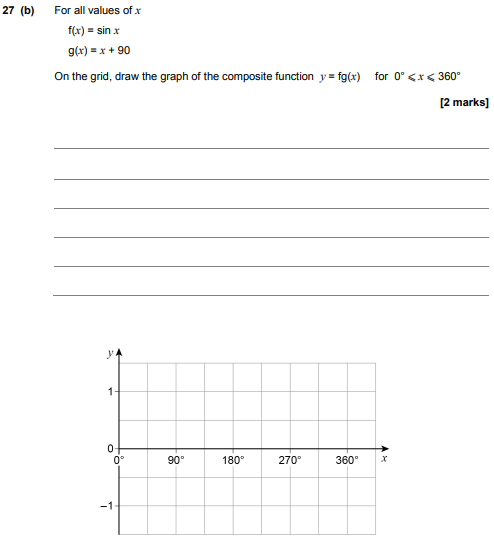 27 (b) For all values of x
f(x) = sin x
g(x) = x + 90
On the grid, draw the graph of the composite function y = fg(x) for 0° ⩽ x ⩽ 360°
[2 marks]
y
1
0
0° 90° 180° 270° 360° x
−1